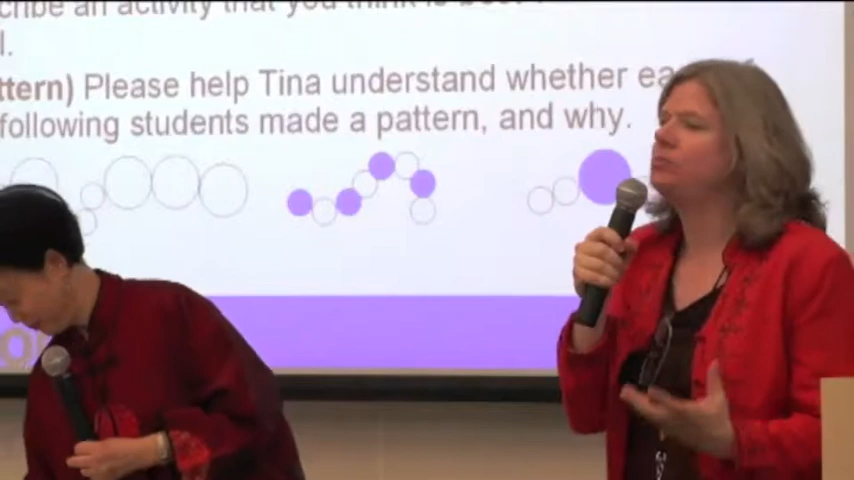 cribe an activity that you think is
l.
ttern) Please help Tina understand whether ea
following students made a pattern, and why.